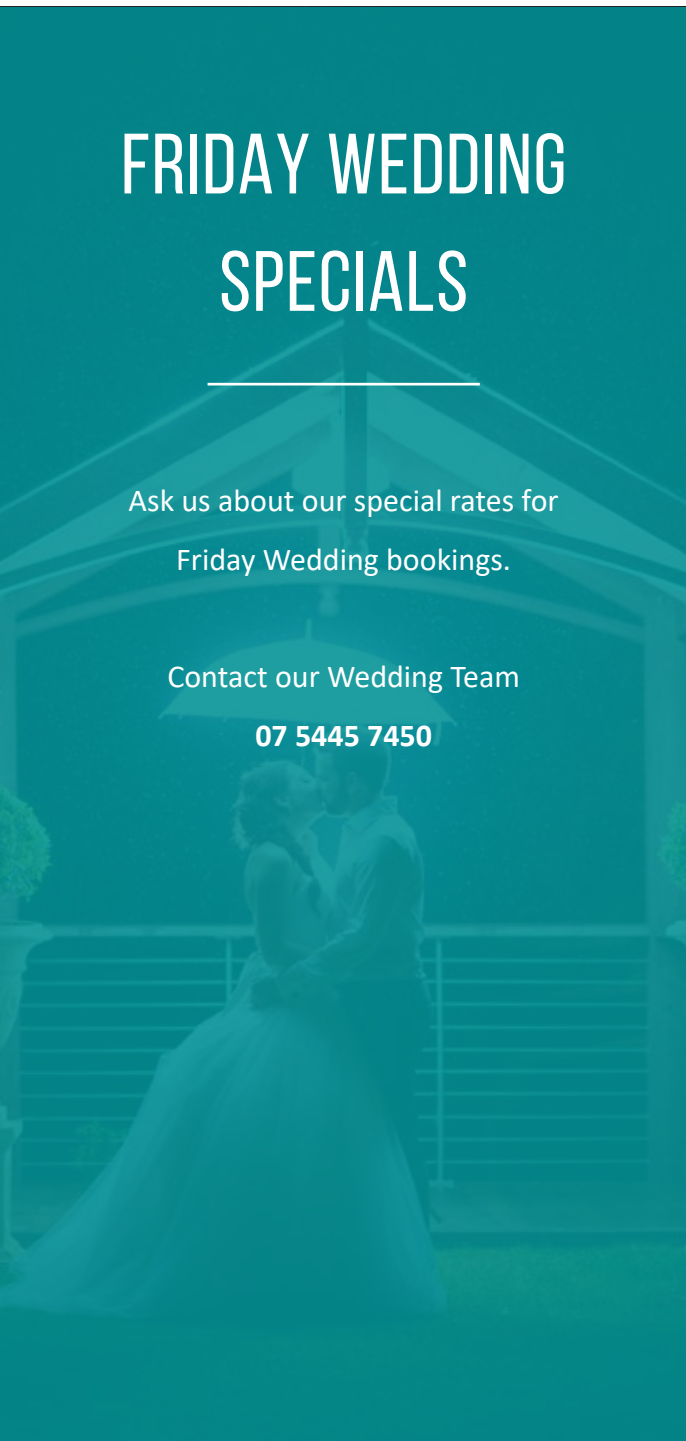 FRIDAY WEDDING
SPECIALS
Ask us about our special rates for
Friday Wedding bookings.
Contact our Wedding Team
07 5445 7450